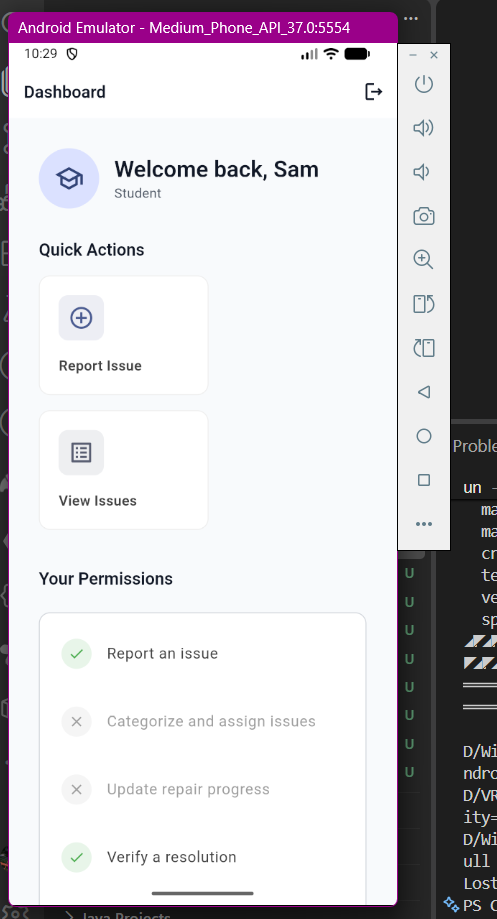 Android Emulator - Medium_Phone_API_37.0:5554
10:29
Dashboard
Welcome back, Sam
Student
Quick Actions
Report Issue
View Issues
Your Permissions
Report an issue
Categorize and assign issues
Update repair progress
Verify a resolution
Proble
un -
ma
ma
cr
te
ve
sp
D/Wi
ndro
D/VR
ity=
D/Wi
ull
Lost
PS C
U
U
U
U
U
U
U
U
Java Projects